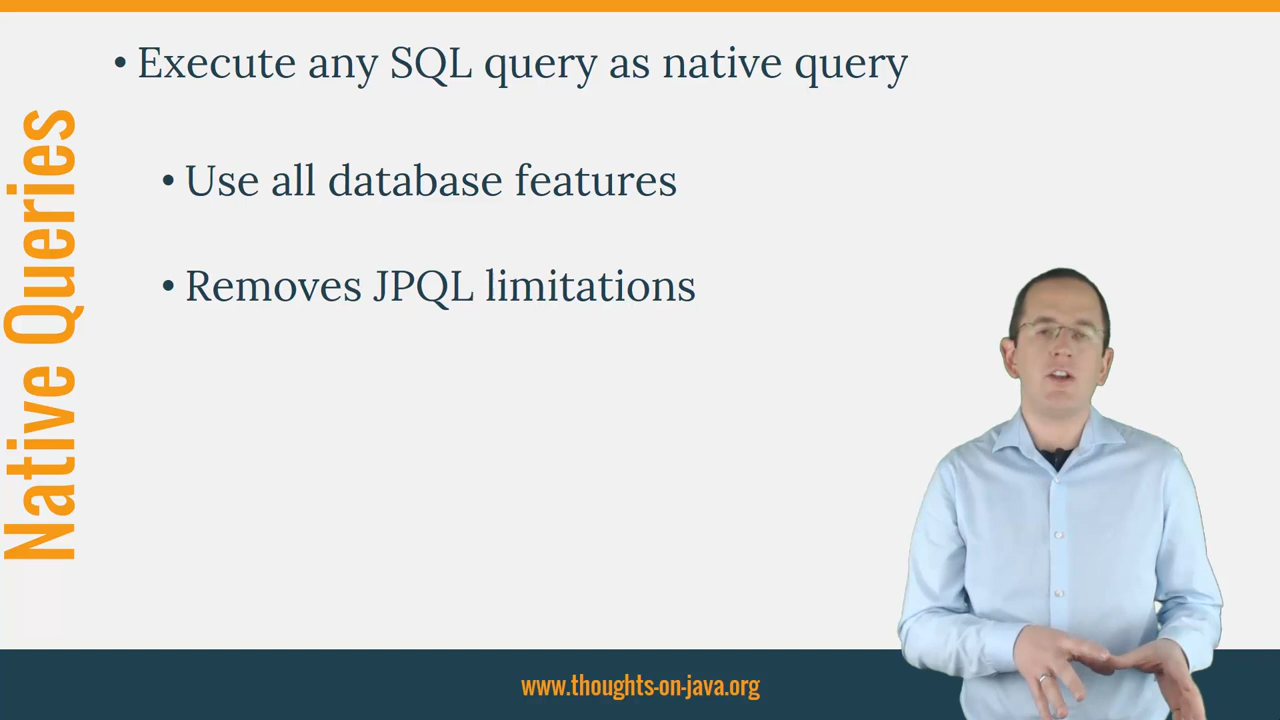 Native Queries
• Execute any SQL query as native query
• Use all database features
• Removes JPQL limitations
www.thoughts-on-java.org